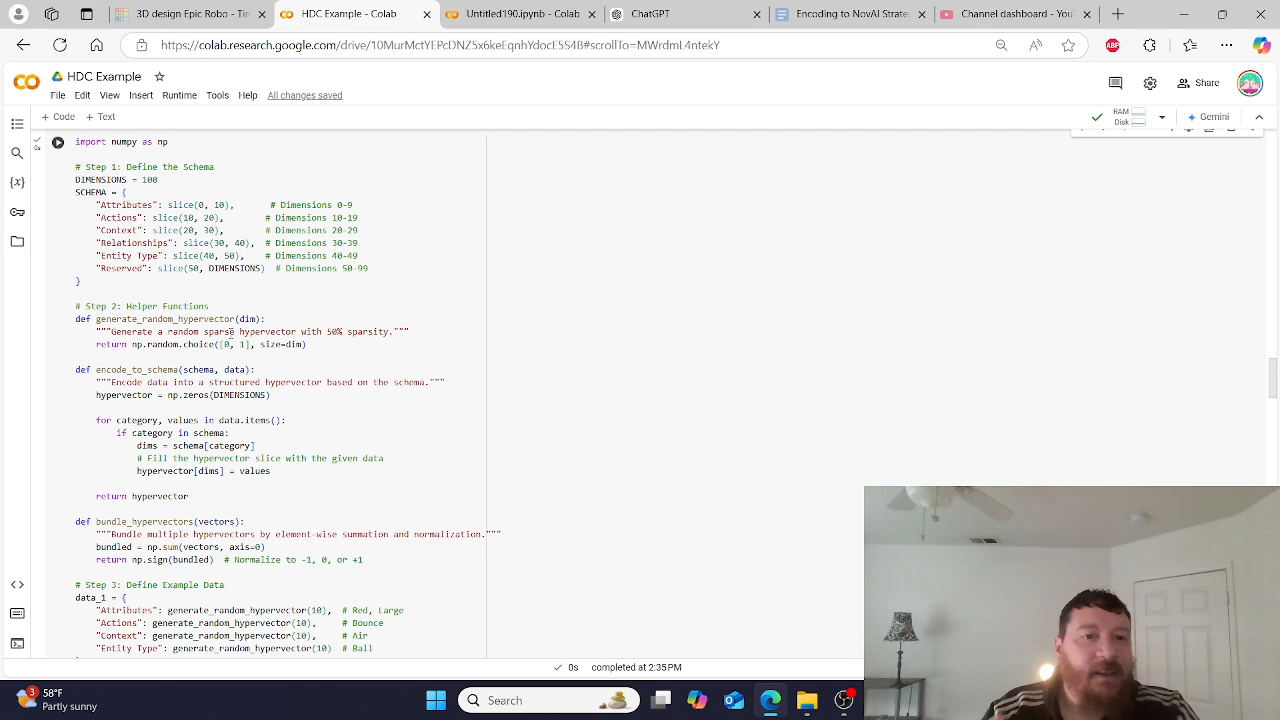 3D design Epic Robo - Tin
HDC Example - Colab
Untitled190.ipynb - Colab
ChatGPT
Encoding to NovAI Strate
Channel dashboard - YouT
ABP
HDC Example
Share
File Edit View Insert Runtime Tools Help All changes saved
+ Code + Text
RAM
Disk
Gemini
0s
import numpy as np
# Step 1: Define the Schema
DIMENSIONS = 100
SCHEMA = {
"Attributes": slice(0, 10), # Dimensions 0-9
"Actions": slice(10, 20), # Dimensions 10-19
"Context": slice(20, 30), # Dimensions 20-29
"Relationships": slice(30, 40), # Dimensions 30-39
"Entity Type": slice(40, 50), # Dimensions 40-49
"Reserved": slice(50, DIMENSIONS) # Dimensions 50-99
}
# Step 2: Helper Functions
def generate_random_hypervector(dim):
"""Generate a random sparse hypervector with 50% sparsity."""
return np.random.choice([0, 1], size=dim)
def encode_to_schema(schema, data):
"""Encode data into a structured hypervector based on the schema."""
hypervector = np.zeros(DIMENSIONS)
for category, values in data.items():
if category in schema:
dims = schema[category]
# Fill the hypervector slice with the given data
hypervector[dims] = values
return hypervector
def bundle_hypervectors(vectors):
"""Bundle multiple hypervectors by element-wise summation and normalization."""
bundled = np.sum(vectors, axis=0)
return np.sign(bundled) # Normalize to -1, 0, or +1
# Step 3: Define Example Data
data_1 = {
"Attributes": generate_random_hypervector(10), # Red, Large
"Actions": generate_random_hypervector(10), # Bounce
"Context": generate_random_hypervector(10), # Air
"Entity Type": generate_random_hypervector(10) # Ball
0s completed at 2:35 PM
3
58°F
Partly sunny
Search